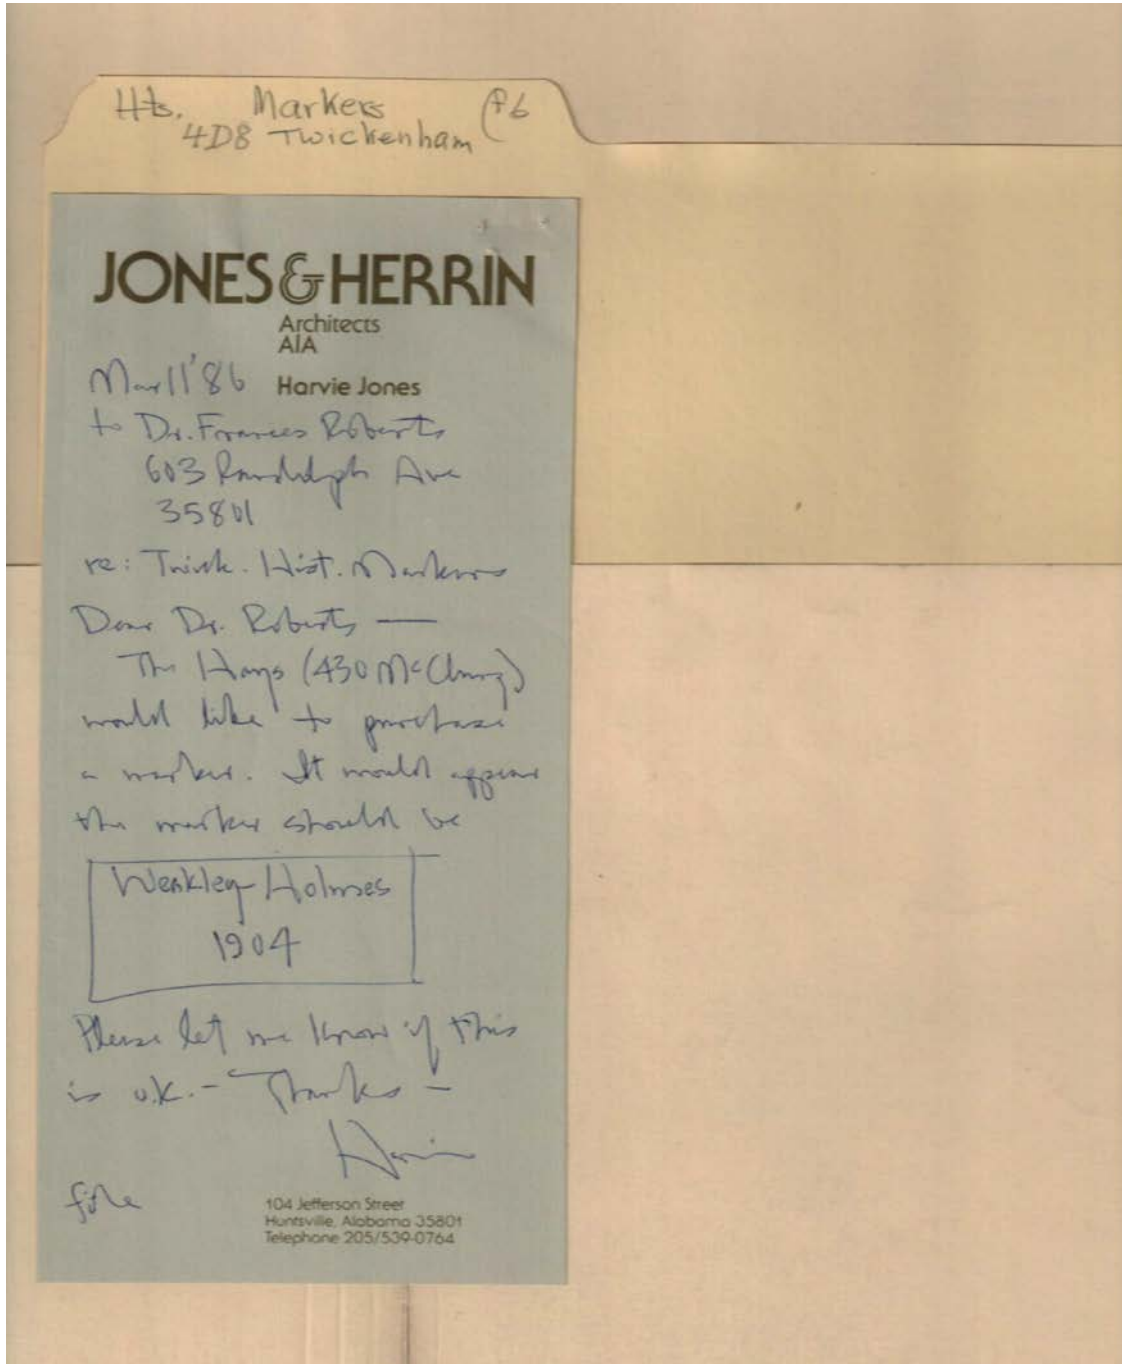 Hts. Markers (f6
4D8 Twickenham
JONES & HERRIN
Architects
AIA
Mar 11 '86 Harvie Jones
to Dr. Frances Roberts
603 Randolph Ave
35801
re: Twick. Hist. Markers
Dear Dr. Roberts —
The Hays (430 McClung)
would like to purchase
a marker. It would appear
the marker should be
Weakley-Holmes
1904
Please let me know if this
is o.k. - Thanks -
Harvie
file
104 Jefferson Street
Huntsville, Alabama 35801
Telephone 205/539-0764